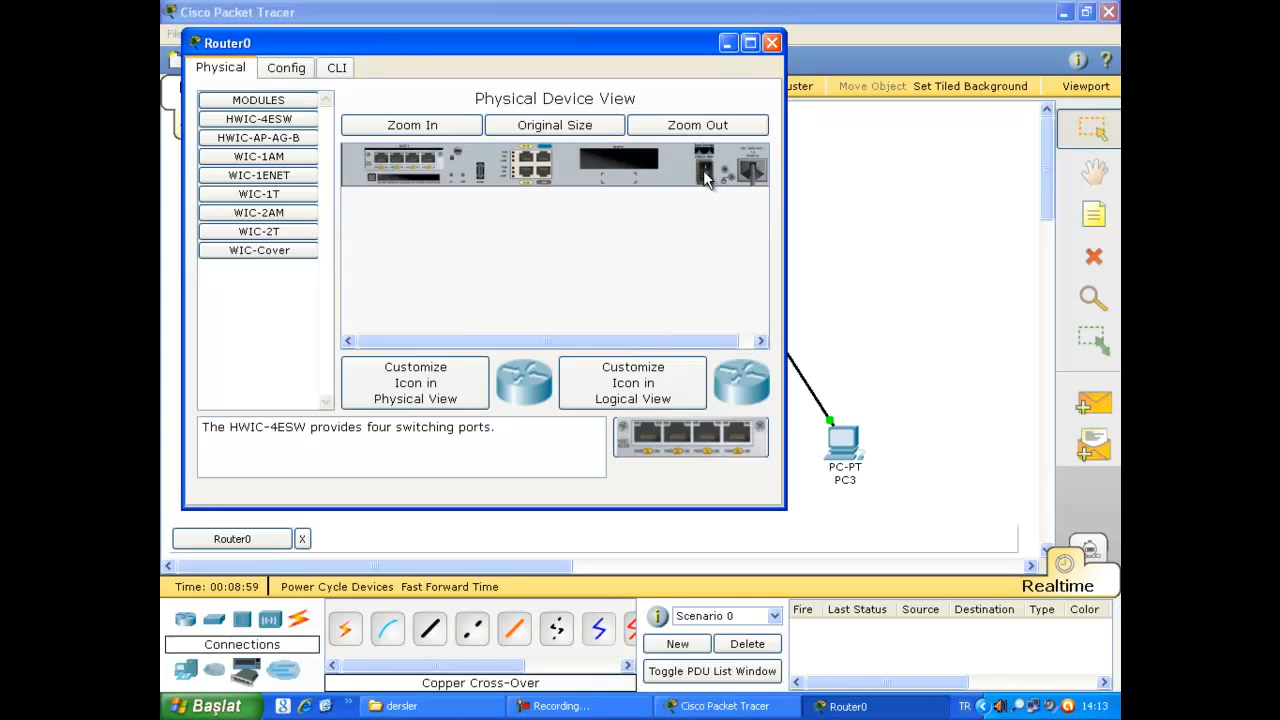 Cisco Packet Tracer
Router0
Physical
Config
CLI
MODULES
HWIC-4ESW
HWIC-AP-AG-B
WIC-1AM
WIC-1ENET
WIC-1T
WIC-2AM
WIC-2T
WIC-Cover
Physical Device View
Zoom In
Original Size
Zoom Out
Customize
Icon in
Physical View
Customize
Icon in
Logical View
The HWIC-4ESW provides four switching ports.
Move Object
Set Tiled Background
Viewport
PC-PT
PC3
Router0
X
Time: 00:08:59
Power Cycle Devices
Fast Forward Time
Realtime
Connections
Copper Cross-Over
Scenario 0
New
Delete
Toggle PDU List Window
Fire
Last Status
Source
Destination
Type
Color
Başlat
dersler
Recording...
Cisco Packet Tracer
Router0
TR
14:13